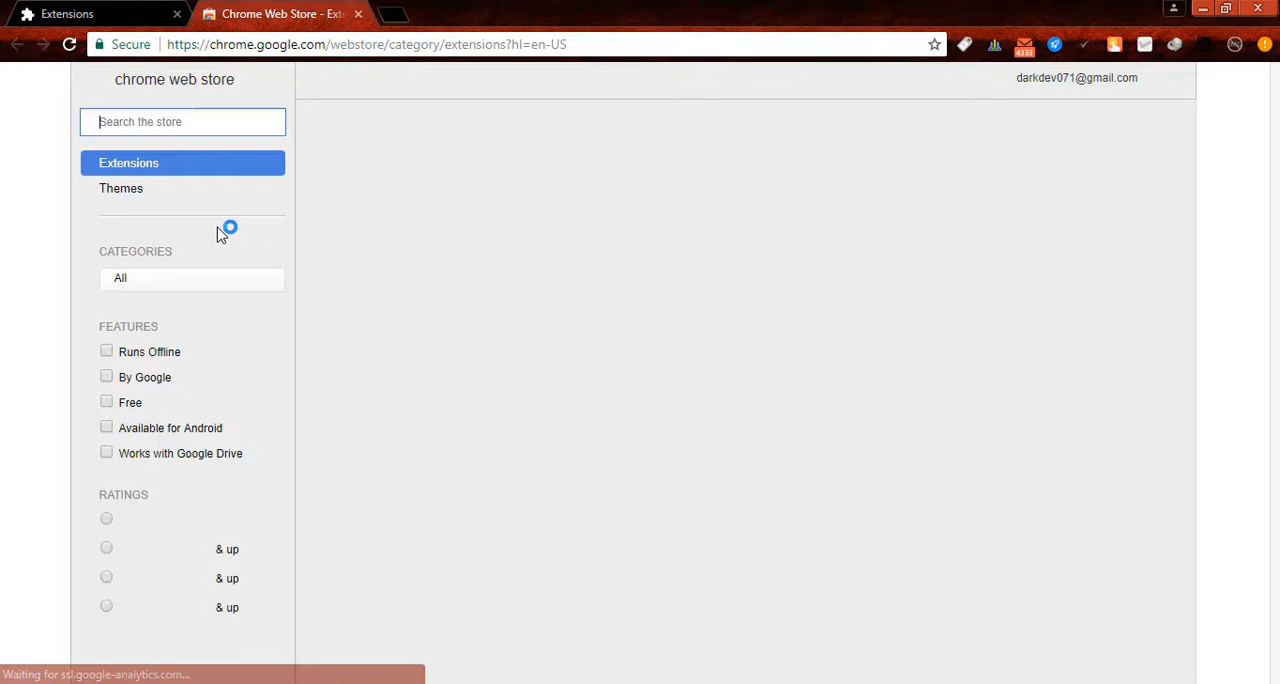 Extensions
Chrome Web Store - Ext
Secure
https://chrome.google.com/webstore/category/extensions?hl=en-US
4333
chrome web store
darkdev071@gmail.com
Search the store
Extensions
Themes
CATEGORIES
All
FEATURES
Runs Offline
By Google
Free
Available for Android
Works with Google Drive
RATINGS
& up
& up
& up
Waiting for ssl.google-analytics.com...